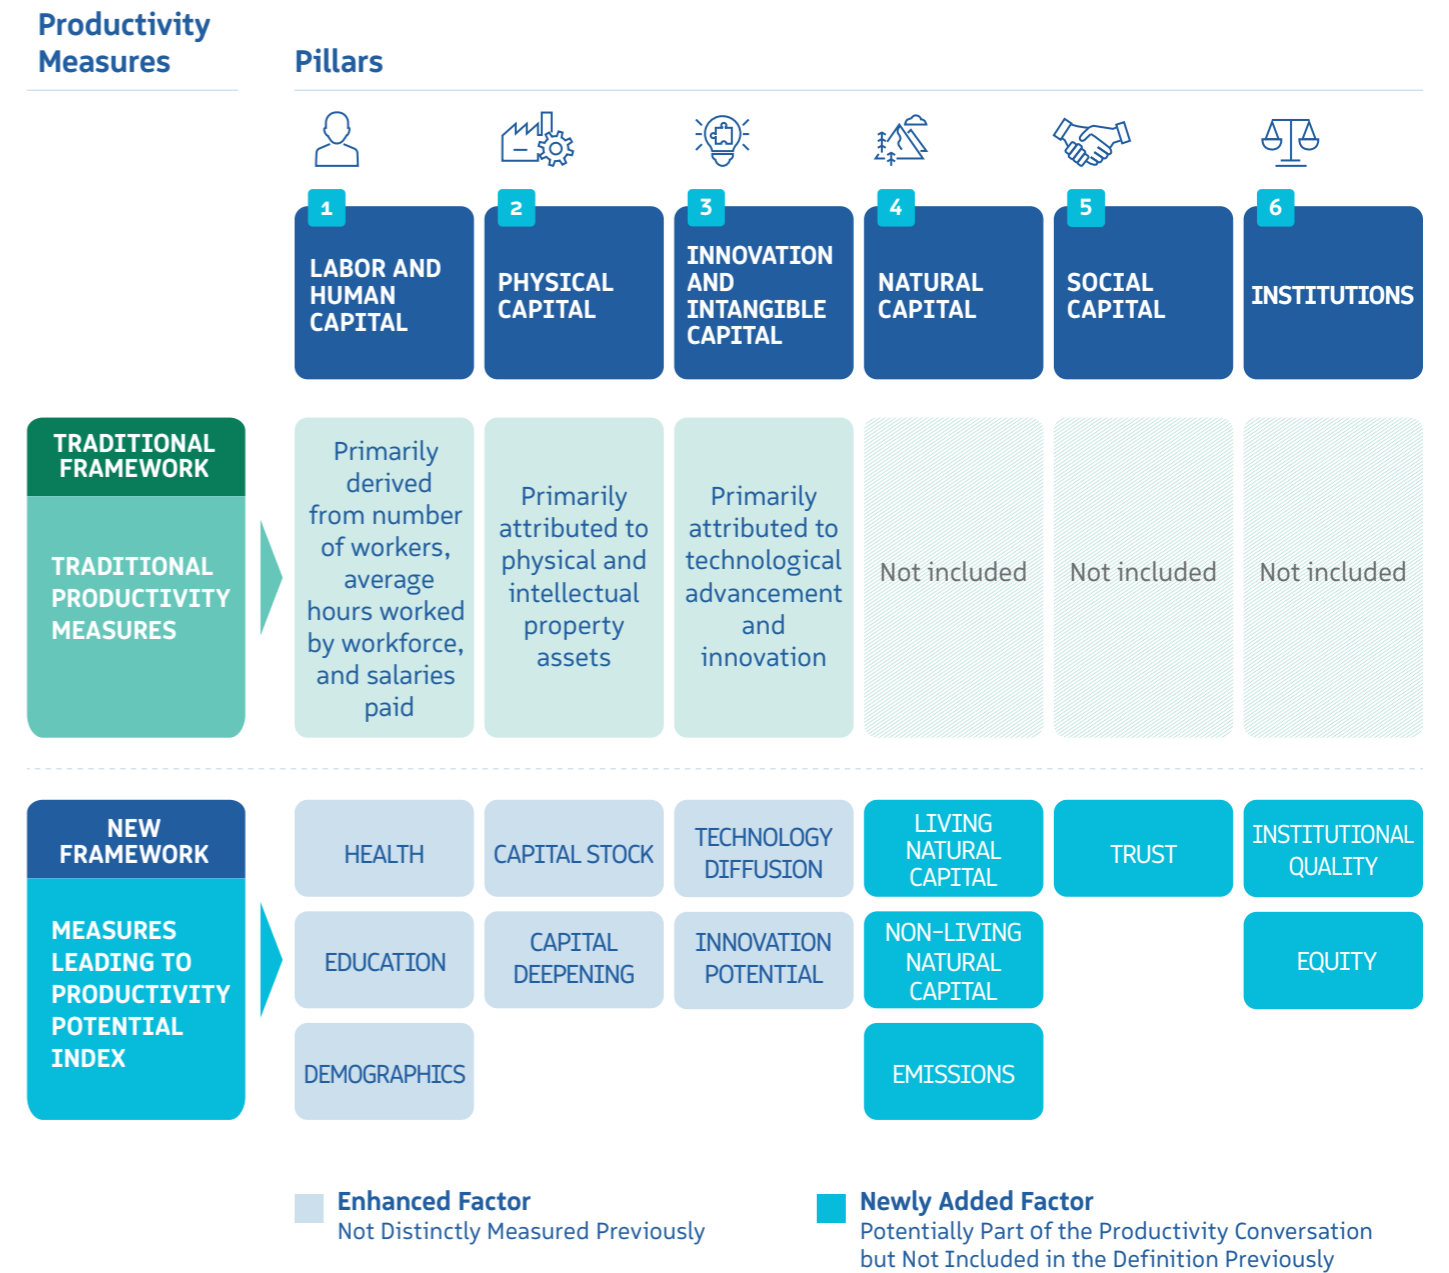 Productivity
Measures
Pillars
1
LABOR AND
HUMAN
CAPITAL
2
PHYSICAL
CAPITAL
3
INNOVATION
AND
INTANGIBLE
CAPITAL
4
NATURAL
CAPITAL
5
SOCIAL
CAPITAL
6
INSTITUTIONS
TRADITIONAL
FRAMEWORK
TRADITIONAL
PRODUCTIVITY
MEASURES
Primarily
derived
from number
of workers,
average
hours worked
by workforce,
and salaries
paid
Primarily
attributed to
physical and
intellectual
property
assets
Primarily
attributed to
technological
advancement
and
innovation
Not included
Not included
Not included
NEW
FRAMEWORK
MEASURES
LEADING TO
PRODUCTIVITY
POTENTIAL
INDEX
HEALTH
CAPITAL STOCK
TECHNOLOGY
DIFFUSION
LIVING
NATURAL
CAPITAL
TRUST
INSTITUTIONAL
QUALITY
EDUCATION
CAPITAL
DEEPENING
INNOVATION
POTENTIAL
NON-LIVING
NATURAL
CAPITAL
EQUITY
DEMOGRAPHICS
EMISSIONS
Enhanced Factor
Not Distinctly Measured Previously
Newly Added Factor
Potentially Part of the Productivity Conversation
but Not Included in the Definition Previously